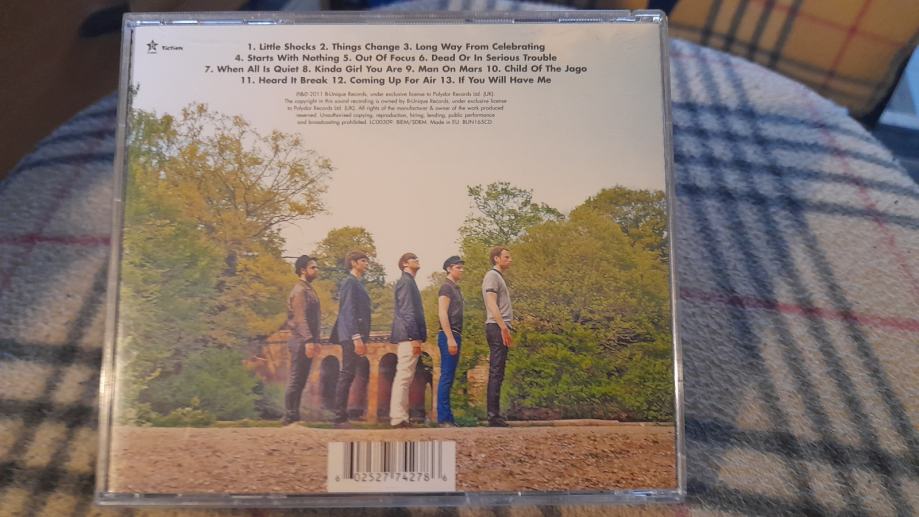 Fiction
1. Little Shocks 2. Things Change 3. Long Way From Celebrating
4. Starts With Nothing 5. Out Of Focus 6. Dead Or In Serious Trouble
7. When All Is Quiet 8. Kinda Girl You Are 9. Man On Mars 10. Child Of The Jago
11. Heard It Break 12. Coming Up For Air 13. If You Will Have Me
P&© 2011 B-Unique Records, under exclusive license to Polydor Records Ltd. (UK).
The copyright in this sound recording is owned by B-Unique Records, under exclusive license
to Polydor Records Ltd. (UK). All rights of the manufacturer & owner of the work produced
reserved. Unauthorised copying, reproduction, hiring, lending, public performance
and broadcasting prohibited. LC00309. BIEM/SDRM. Made in EU. BUN165CD
6 02527 74278 6